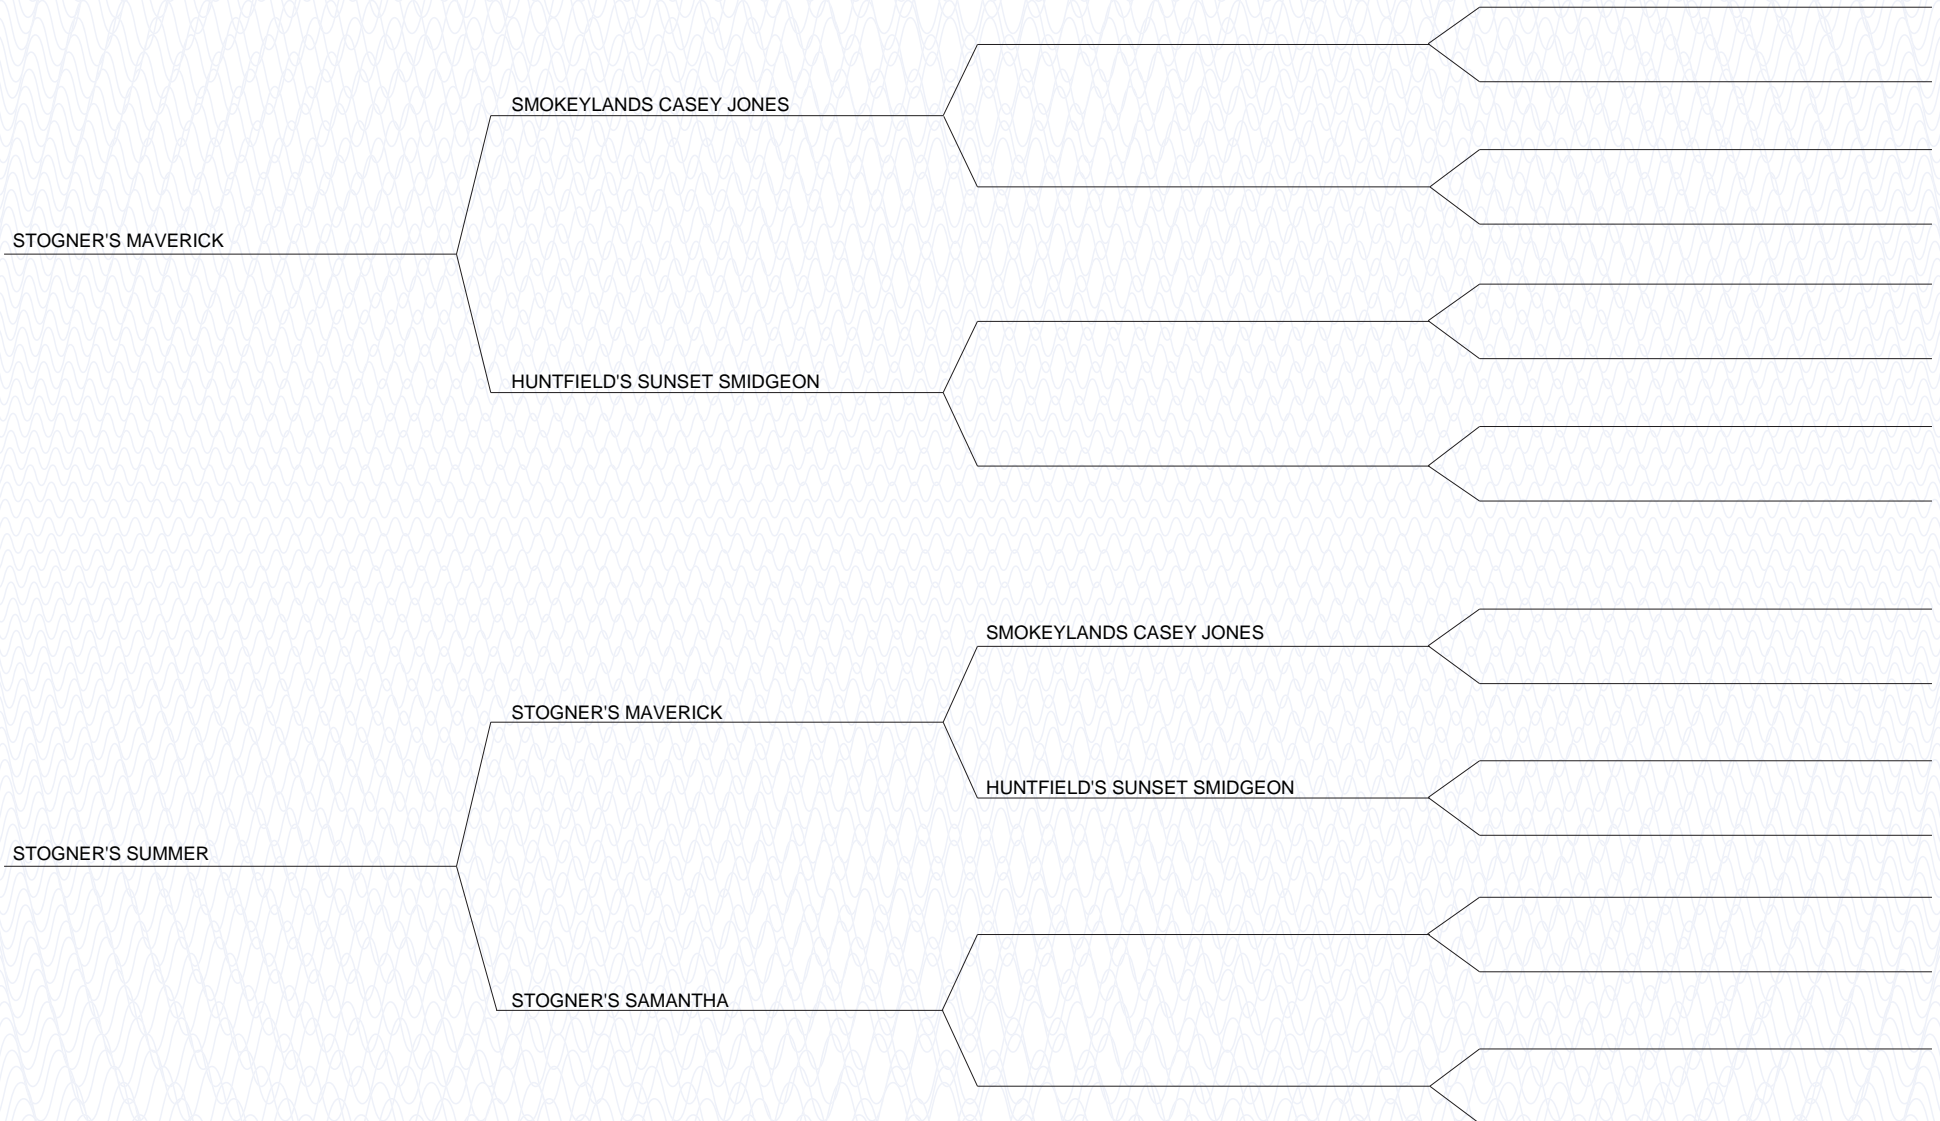 SMOKEYLANDS CASEY JONES
STOGNER'S MAVERICK
HUNTFIELD'S SUNSET SMIDGEON
SMOKEYLANDS CASEY JONES
STOGNER'S MAVERICK
HUNTFIELD'S SUNSET SMIDGEON
STOGNER'S SUMMER
STOGNER'S SAMANTHA